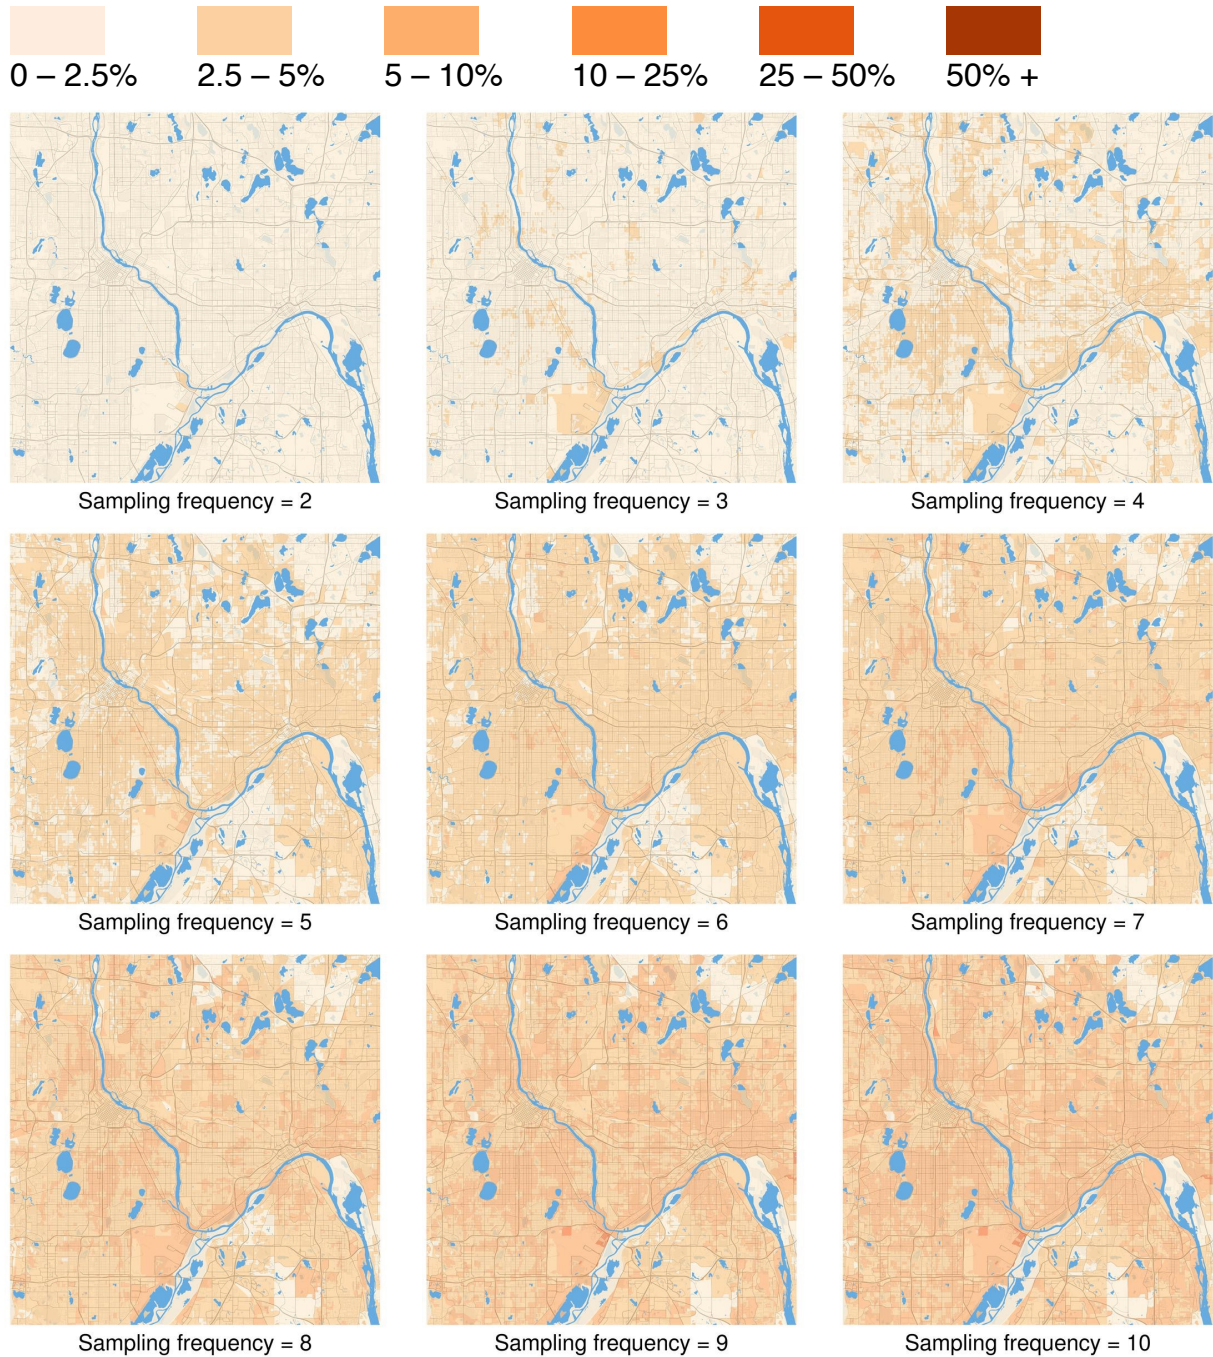 0 – 2.5%
2.5 – 5%
5 – 10%
10 – 25%
25 – 50%
50% +
Sampling frequency = 2
Sampling frequency = 3
Sampling frequency = 4
Sampling frequency = 5
Sampling frequency = 6
Sampling frequency = 7
Sampling frequency = 8
Sampling frequency = 9
Sampling frequency = 10